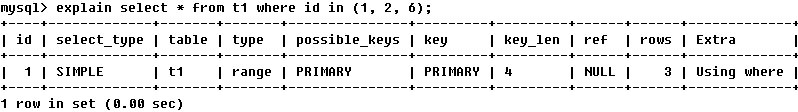 mysql> explain select * from t1 where id in (1, 2, 6);
+----+-------------+-------+-------+---------------+---------+---------+------+------+-------------+
| id | select_type | table | type  | possible_keys | key     | key_len | ref  | rows | Extra       |
+----+-------------+-------+-------+---------------+---------+---------+------+------+-------------+
|  1 | SIMPLE      | t1    | range | PRIMARY       | PRIMARY | 4       | NULL |    3 | Using where |
+----+-------------+-------+-------+---------------+---------+---------+------+------+-------------+
1 row in set (0.00 sec)